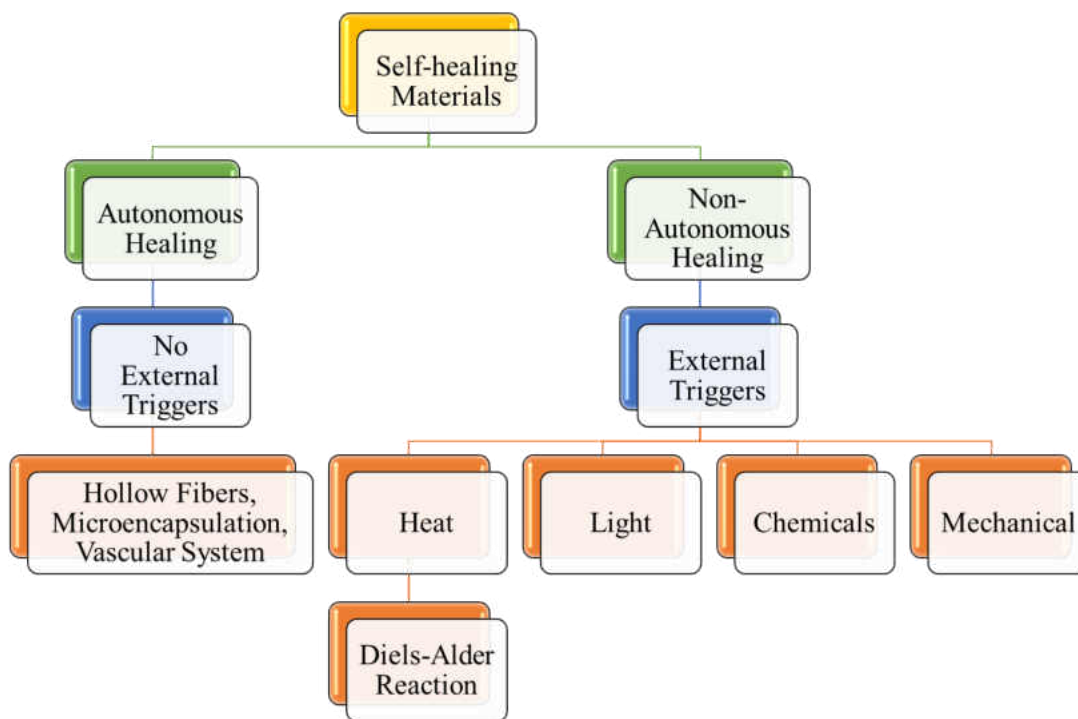 Self-healing
Materials
Autonomous
Healing
Non-
Autonomous
Healing
No
External
Triggers
External
Triggers
Hollow Fibers,
Microencapsulation,
Vascular System
Heat
Light
Chemicals
Mechanical
Diels-Alder
Reaction